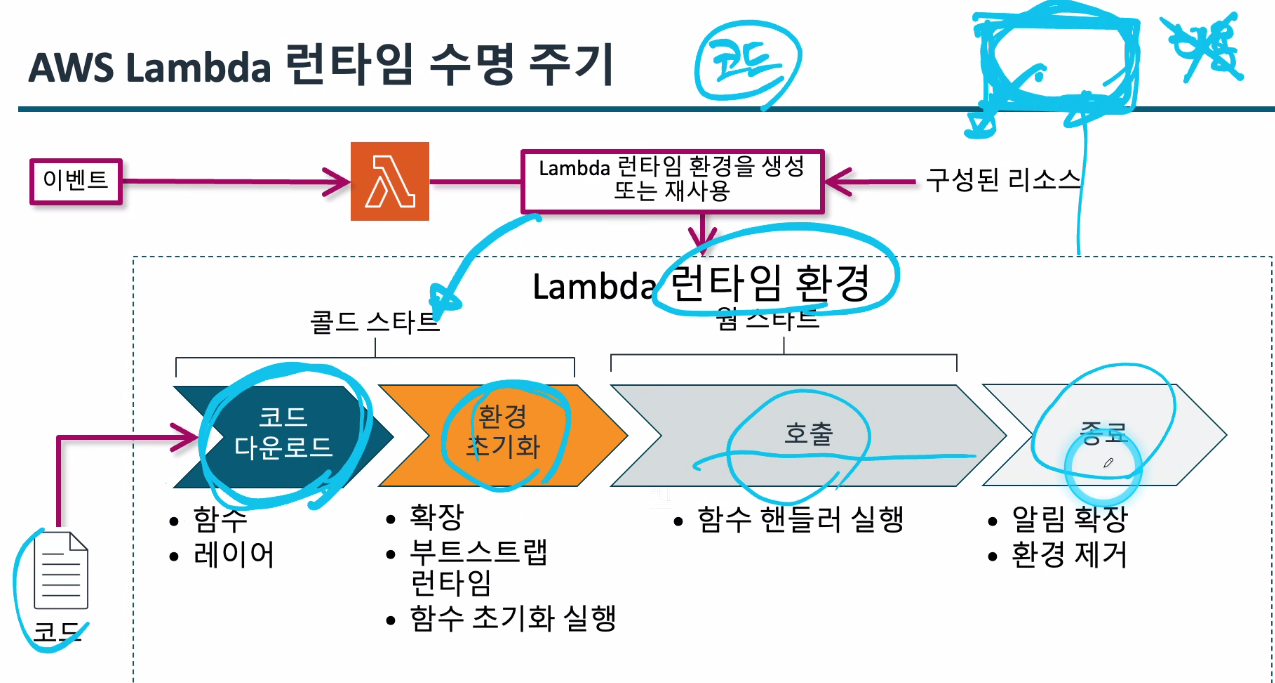 AWS Lambda 런타임 수명 주기
코드
이벤트
Lambda 런타임 환경을 생성
또는 재사용
구성된 리소스
Lambda 런타임 환경
콜드 스타트
웜 스타트
코드
다운로드
환경
초기화
호출
종료
• 함수
• 레이어
• 확장
• 부트스트랩
런타임
• 함수 초기화 실행
• 함수 핸들러 실행
• 알림 확장
• 환경 제거
코드